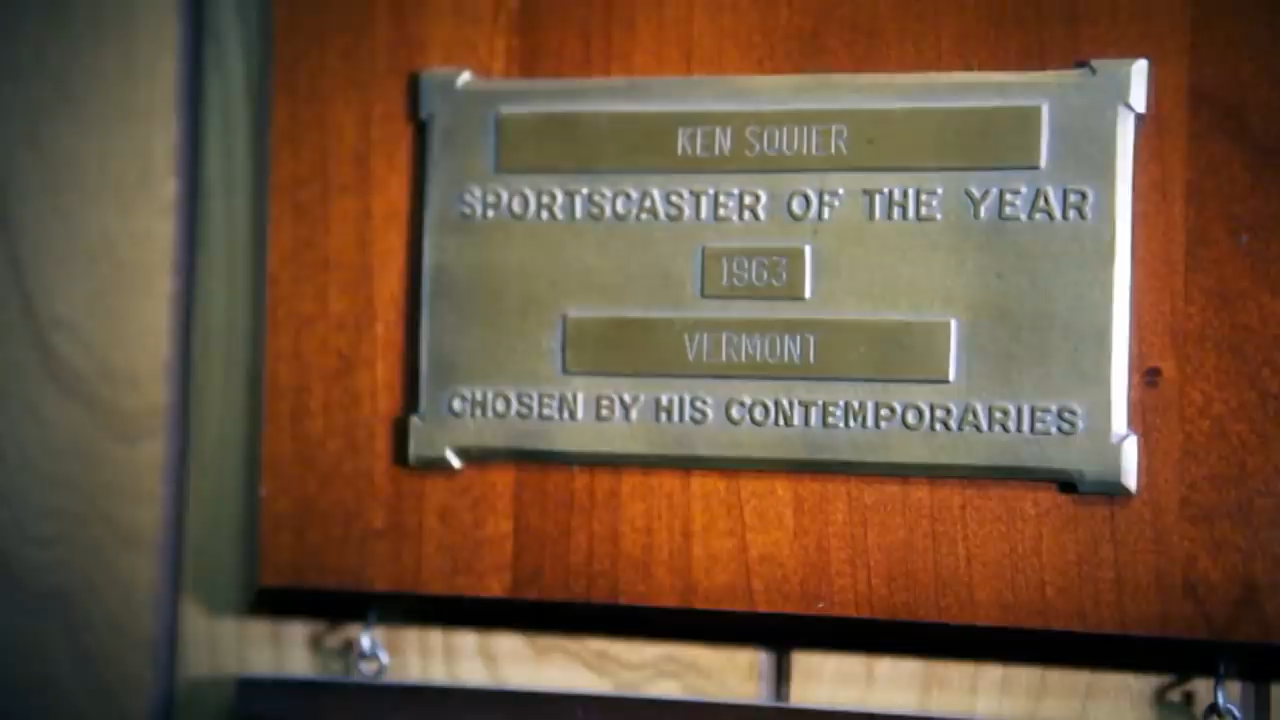 KEN SQUIER
SPORTSCASTER OF THE YEAR
1963
VERMONT
CHOSEN BY HIS CONTEMPORARIES